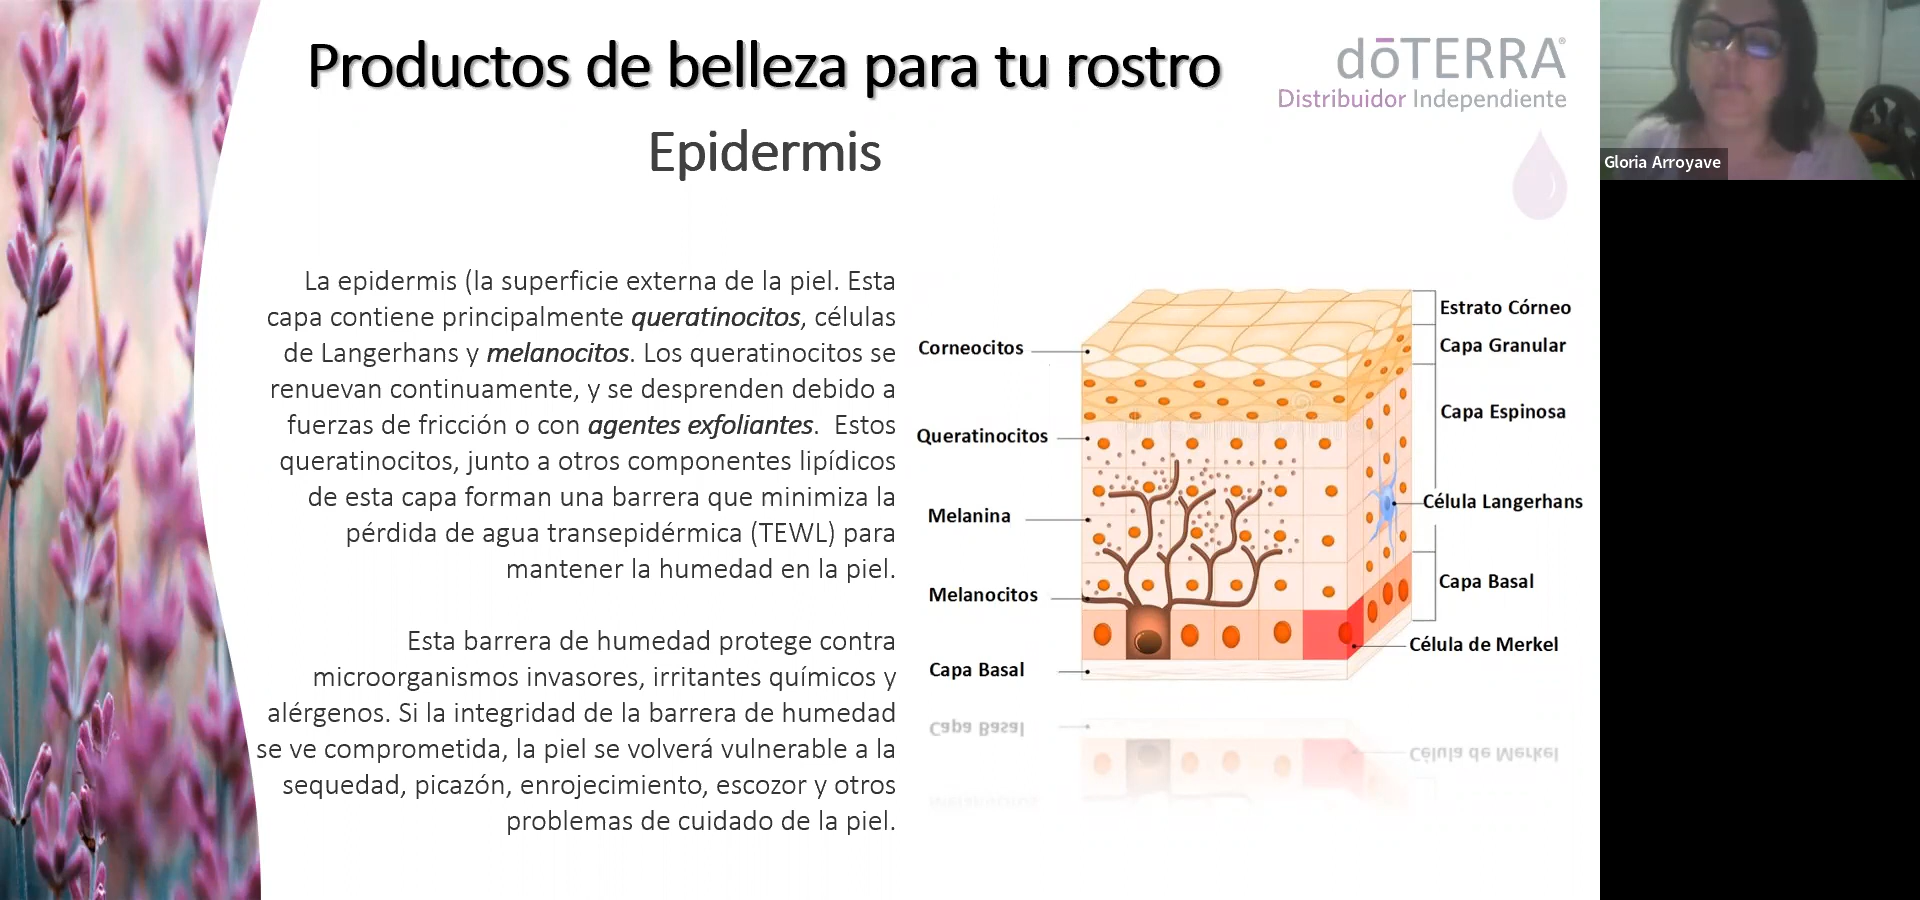 Productos de belleza para tu rostro
dōTERRA®
Distribuidor Independiente
Epidermis
Gloria Arroyave
La epidermis (la superficie externa de la piel. Esta
capa contiene principalmente queratinocitos, células
de Langerhans y melanocitos. Los queratinocitos se
renuevan continuamente, y se desprenden debido a
fuerzas de fricción o con agentes exfoliantes.  Estos
queratinocitos, junto a otros componentes lipídicos
de esta capa forman una barrera que minimiza la
pérdida de agua transepidérmica (TEWL) para
mantener la humedad en la piel.
Esta barrera de humedad protege contra
microorganismos invasores, irritantes químicos y
alérgenos. Si la integridad de la barrera de humedad
se ve comprometida, la piel se volverá vulnerable a la
sequedad, picazón, enrojecimiento, escozor y otros
problemas de cuidado de la piel.
Corneocitos
Queratinocitos
Melanina
Melanocitos
Capa Basal
Estrato Córneo
Capa Granular
Capa Espinosa
Célula Langerhans
Capa Basal
Célula de Merkel
Capa Basal
Célula de Merkel
Melanocitos